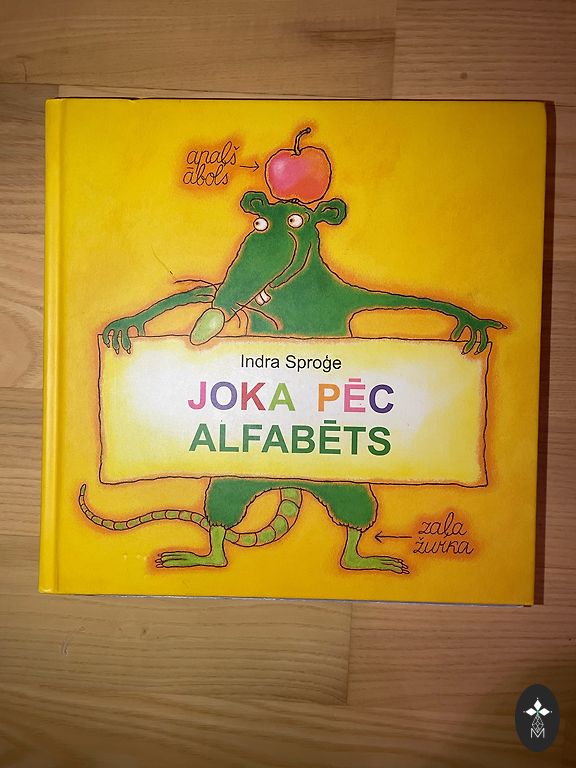 apaļš
ābols
Indra Sproģe
JOKA PĒC
ALFABĒTS
zaļa
žurka
M